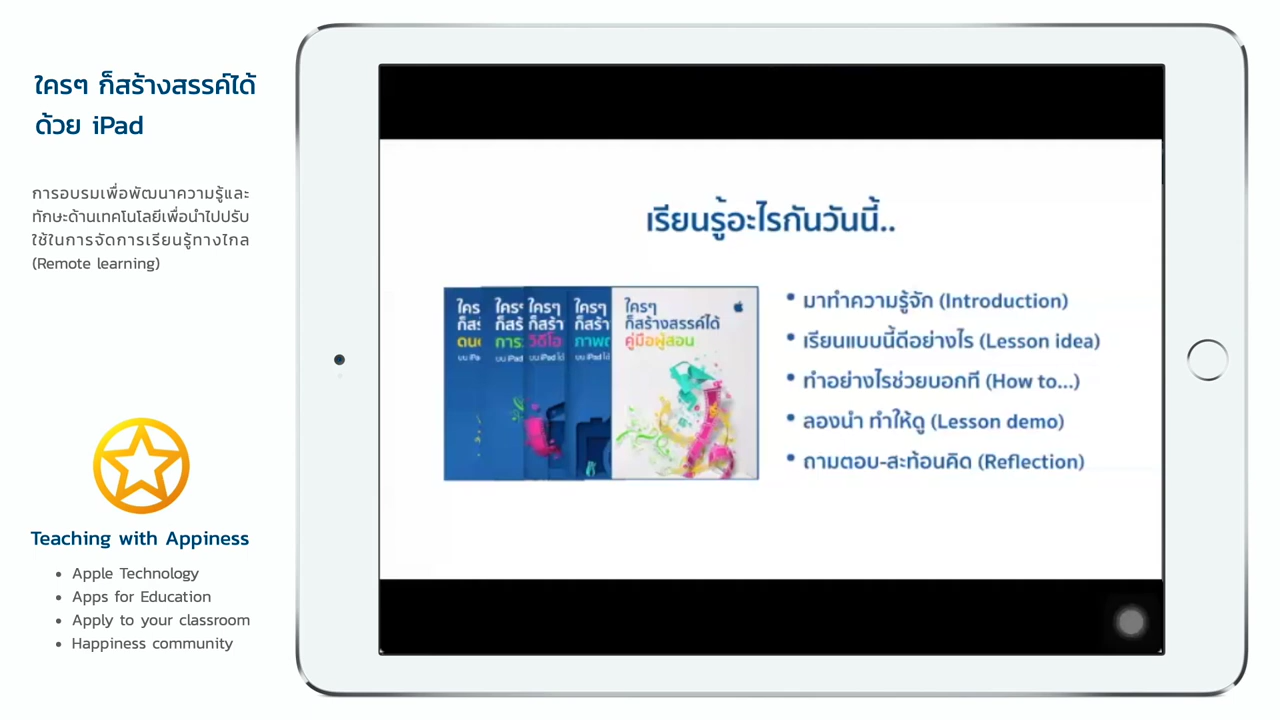 ใครๆ ก็สร้างสรรค์ได้
ด้วย iPad
การอบรมเพื่อพัฒนาความรู้และ
ทักษะด้านเทคโนโลยีเพื่อนำไปปรับ
ใช้ในการจัดการเรียนรู้ทางไกล
(Remote learning)
Teaching with Appiness
• Apple Technology
• Apps for Education
• Apply to your classroom
• Happiness community
เรียนรู้อะไรกันวันนี้..
ใครๆ
ก็สร้างสรรค์ได้
คู่มือผู้สอน
• มาทำความรู้จัก (Introduction)
• เรียนแบบนี้ดีอย่างไร (Lesson idea)
• ทำอย่างไรช่วยบอกที (How to...)
• ลองนำ ทำให้ดู (Lesson demo)
• ถามตอบ-สะท้อนคิด (Reflection)